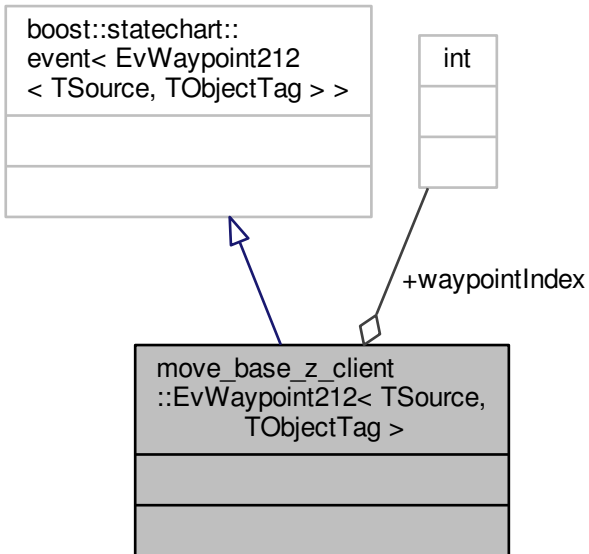 boost::statechart::
event< EvWaypoint212
< TSource, TObjectTag > >
int
+waypointIndex
move_base_z_client
::EvWaypoint212< TSource,
TObjectTag >